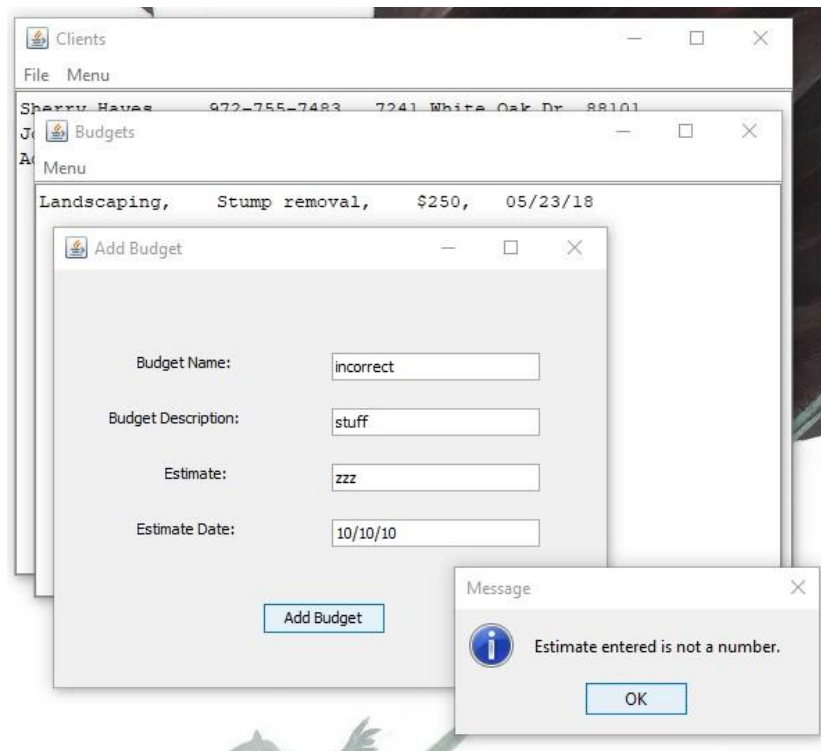 Clients
File Menu
Sherry Hayes 972-755-7483 7241 White Oak Dr 88101
Budgets
Menu
Landscaping, Stump removal, $250, 05/23/18
Add Budget
Budget Name: incorrect
Budget Description: stuff
Estimate: zzz
Estimate Date: 10/10/10
Add Budget
Message
Estimate entered is not a number.
OK